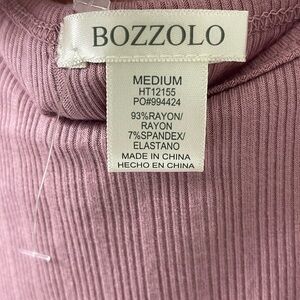 BOZZOLO
MEDIUM
HT12155
PO#994424
93%RAYON/
RAYON
7%SPANDEX/
ELASTANO
MADE IN CHINA
HECHO EN CHINA